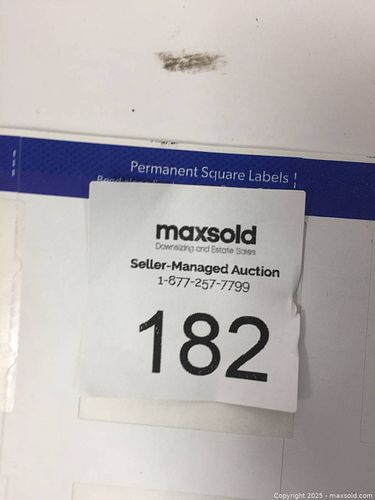 Permanent Square Labels
maxsold
Downsizing and Estate Sales
Seller-Managed Auction
1-877-257-7799
182
Copyright 2025 - maxsold.com